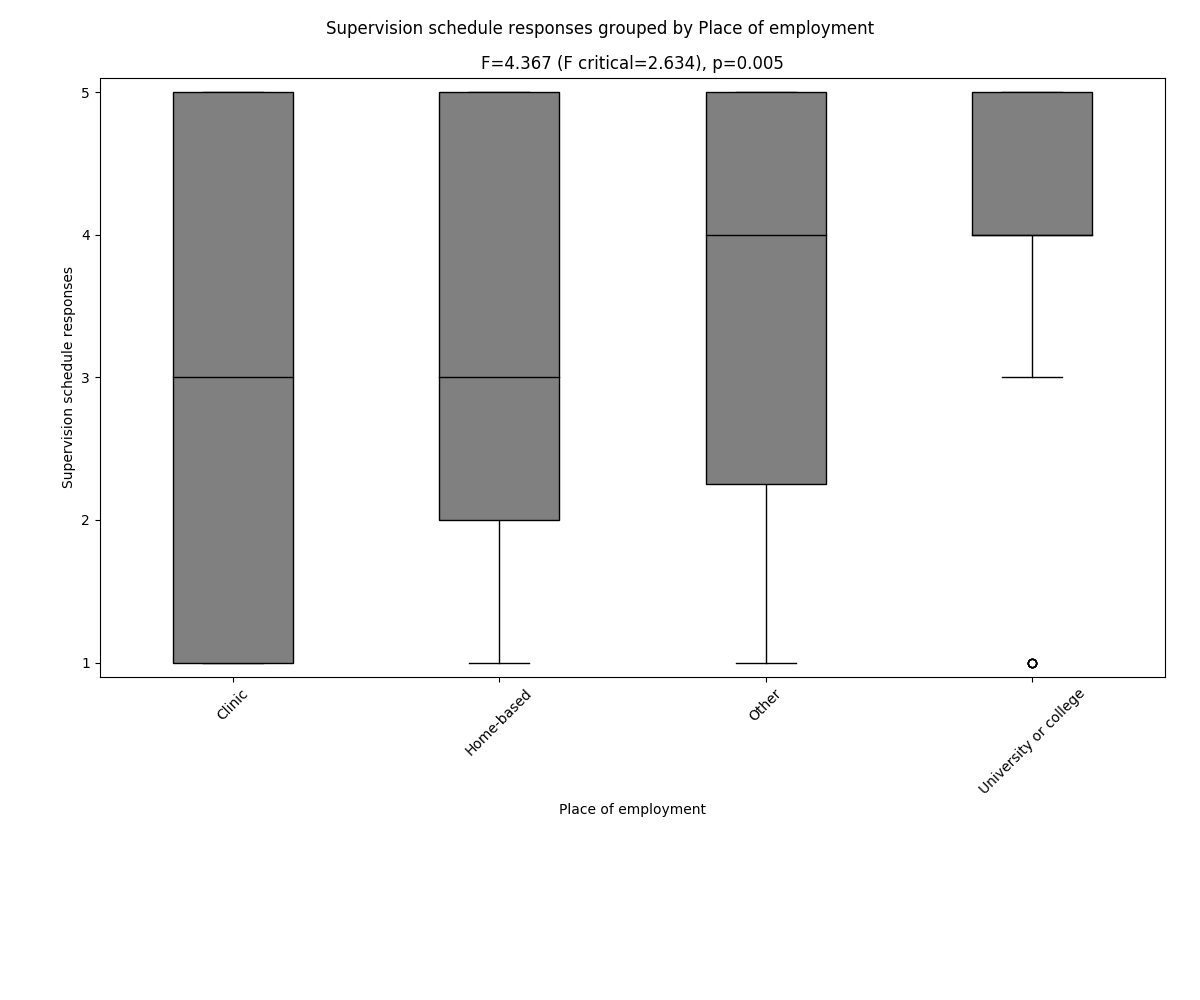 Supervision schedule responses grouped by Place of employment
F=4.367 (F critical=2.634), p=0.005
Supervision schedule responses
5
4
3
2
1
Clinic
Home-based
Other
University or college
Place of employment